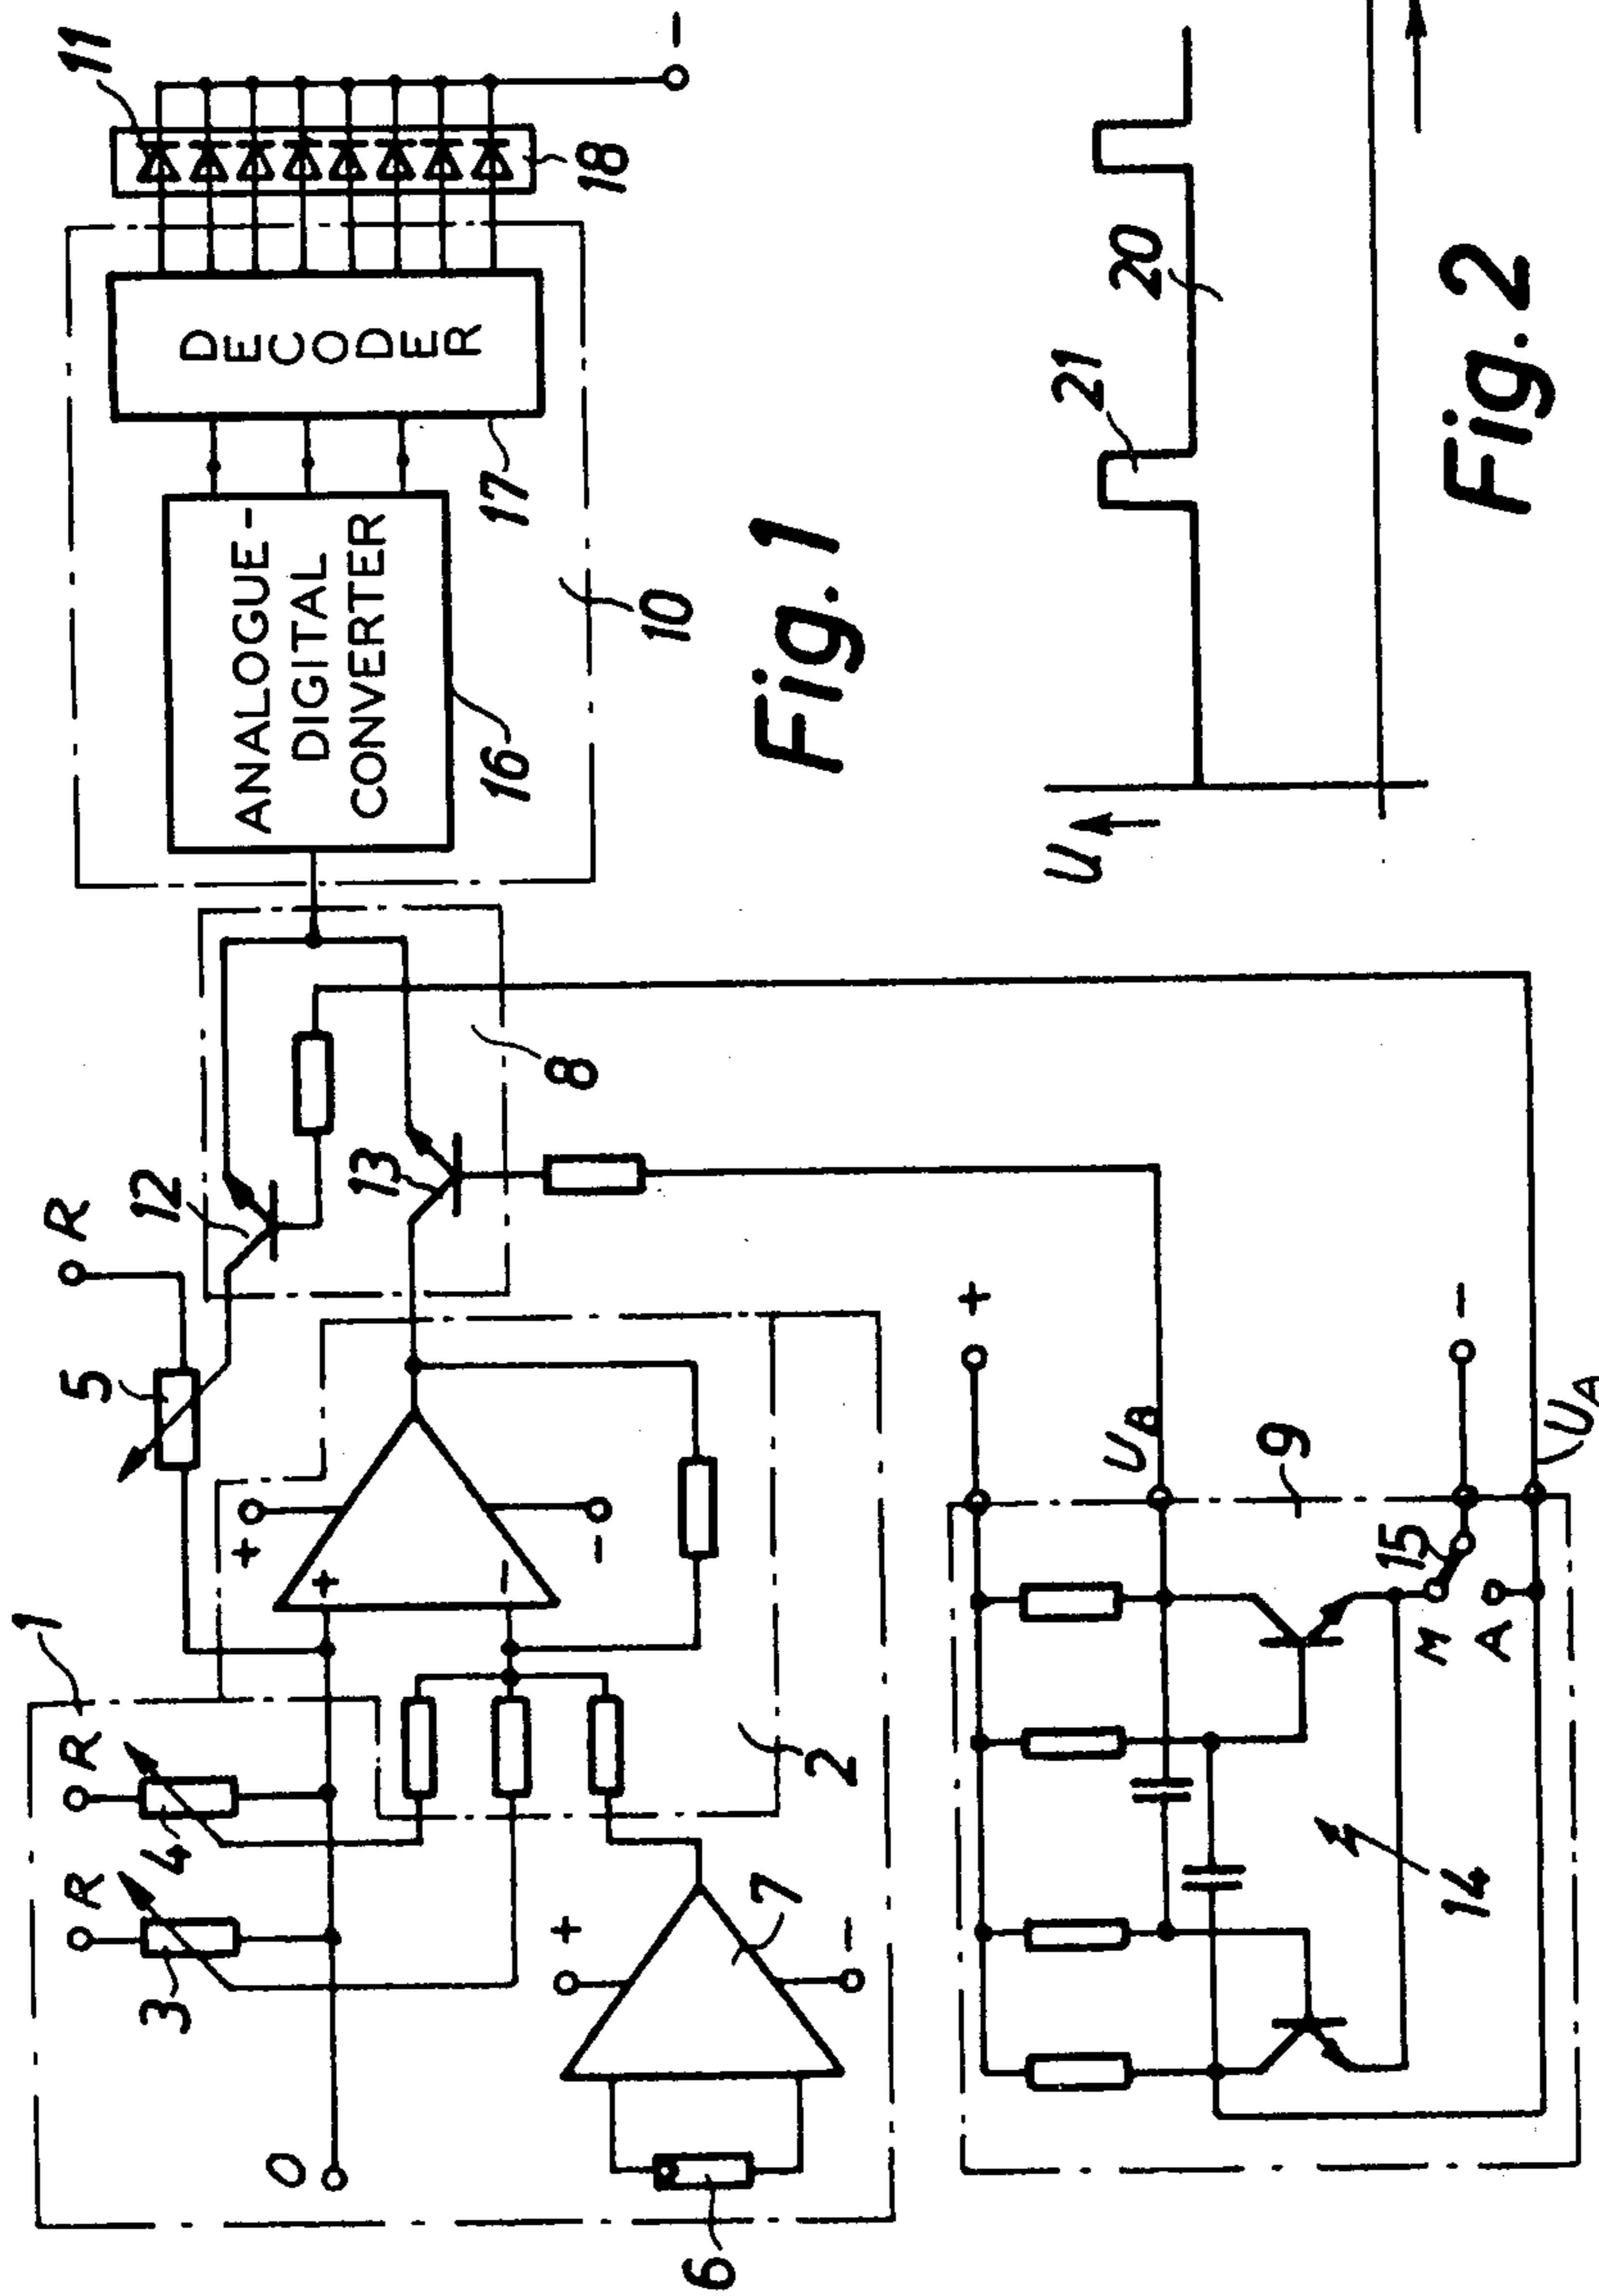 1
R
R
R
3
4
5
12
11
O
+
-
+
-
+
-
13
8
ANALOGUE-
DIGITAL
CONVERTER
DECODER
16
17
18
-
10
2
6
7
Fig. 1
+
U_B
9
-
15
M
A
14
U_A
U
21
20
Fig. 2